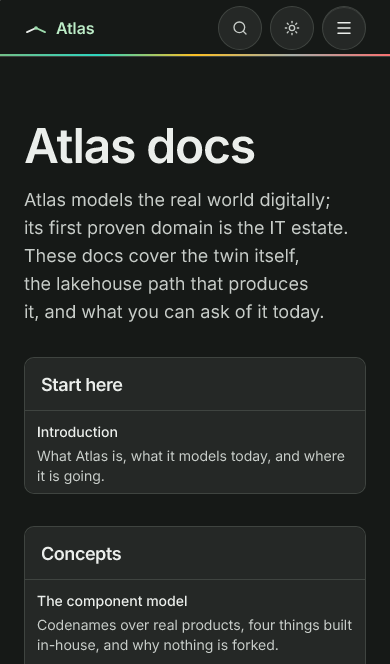 Atlas
Atlas docs
Atlas models the real world digitally;
its first proven domain is the IT estate.
These docs cover the twin itself,
the lakehouse path that produces
it, and what you can ask of it today.
Start here
Introduction
What Atlas is, what it models today, and where
it is going.
Concepts
The component model
Codenames over real products, four things built
in-house, and why nothing is forked.